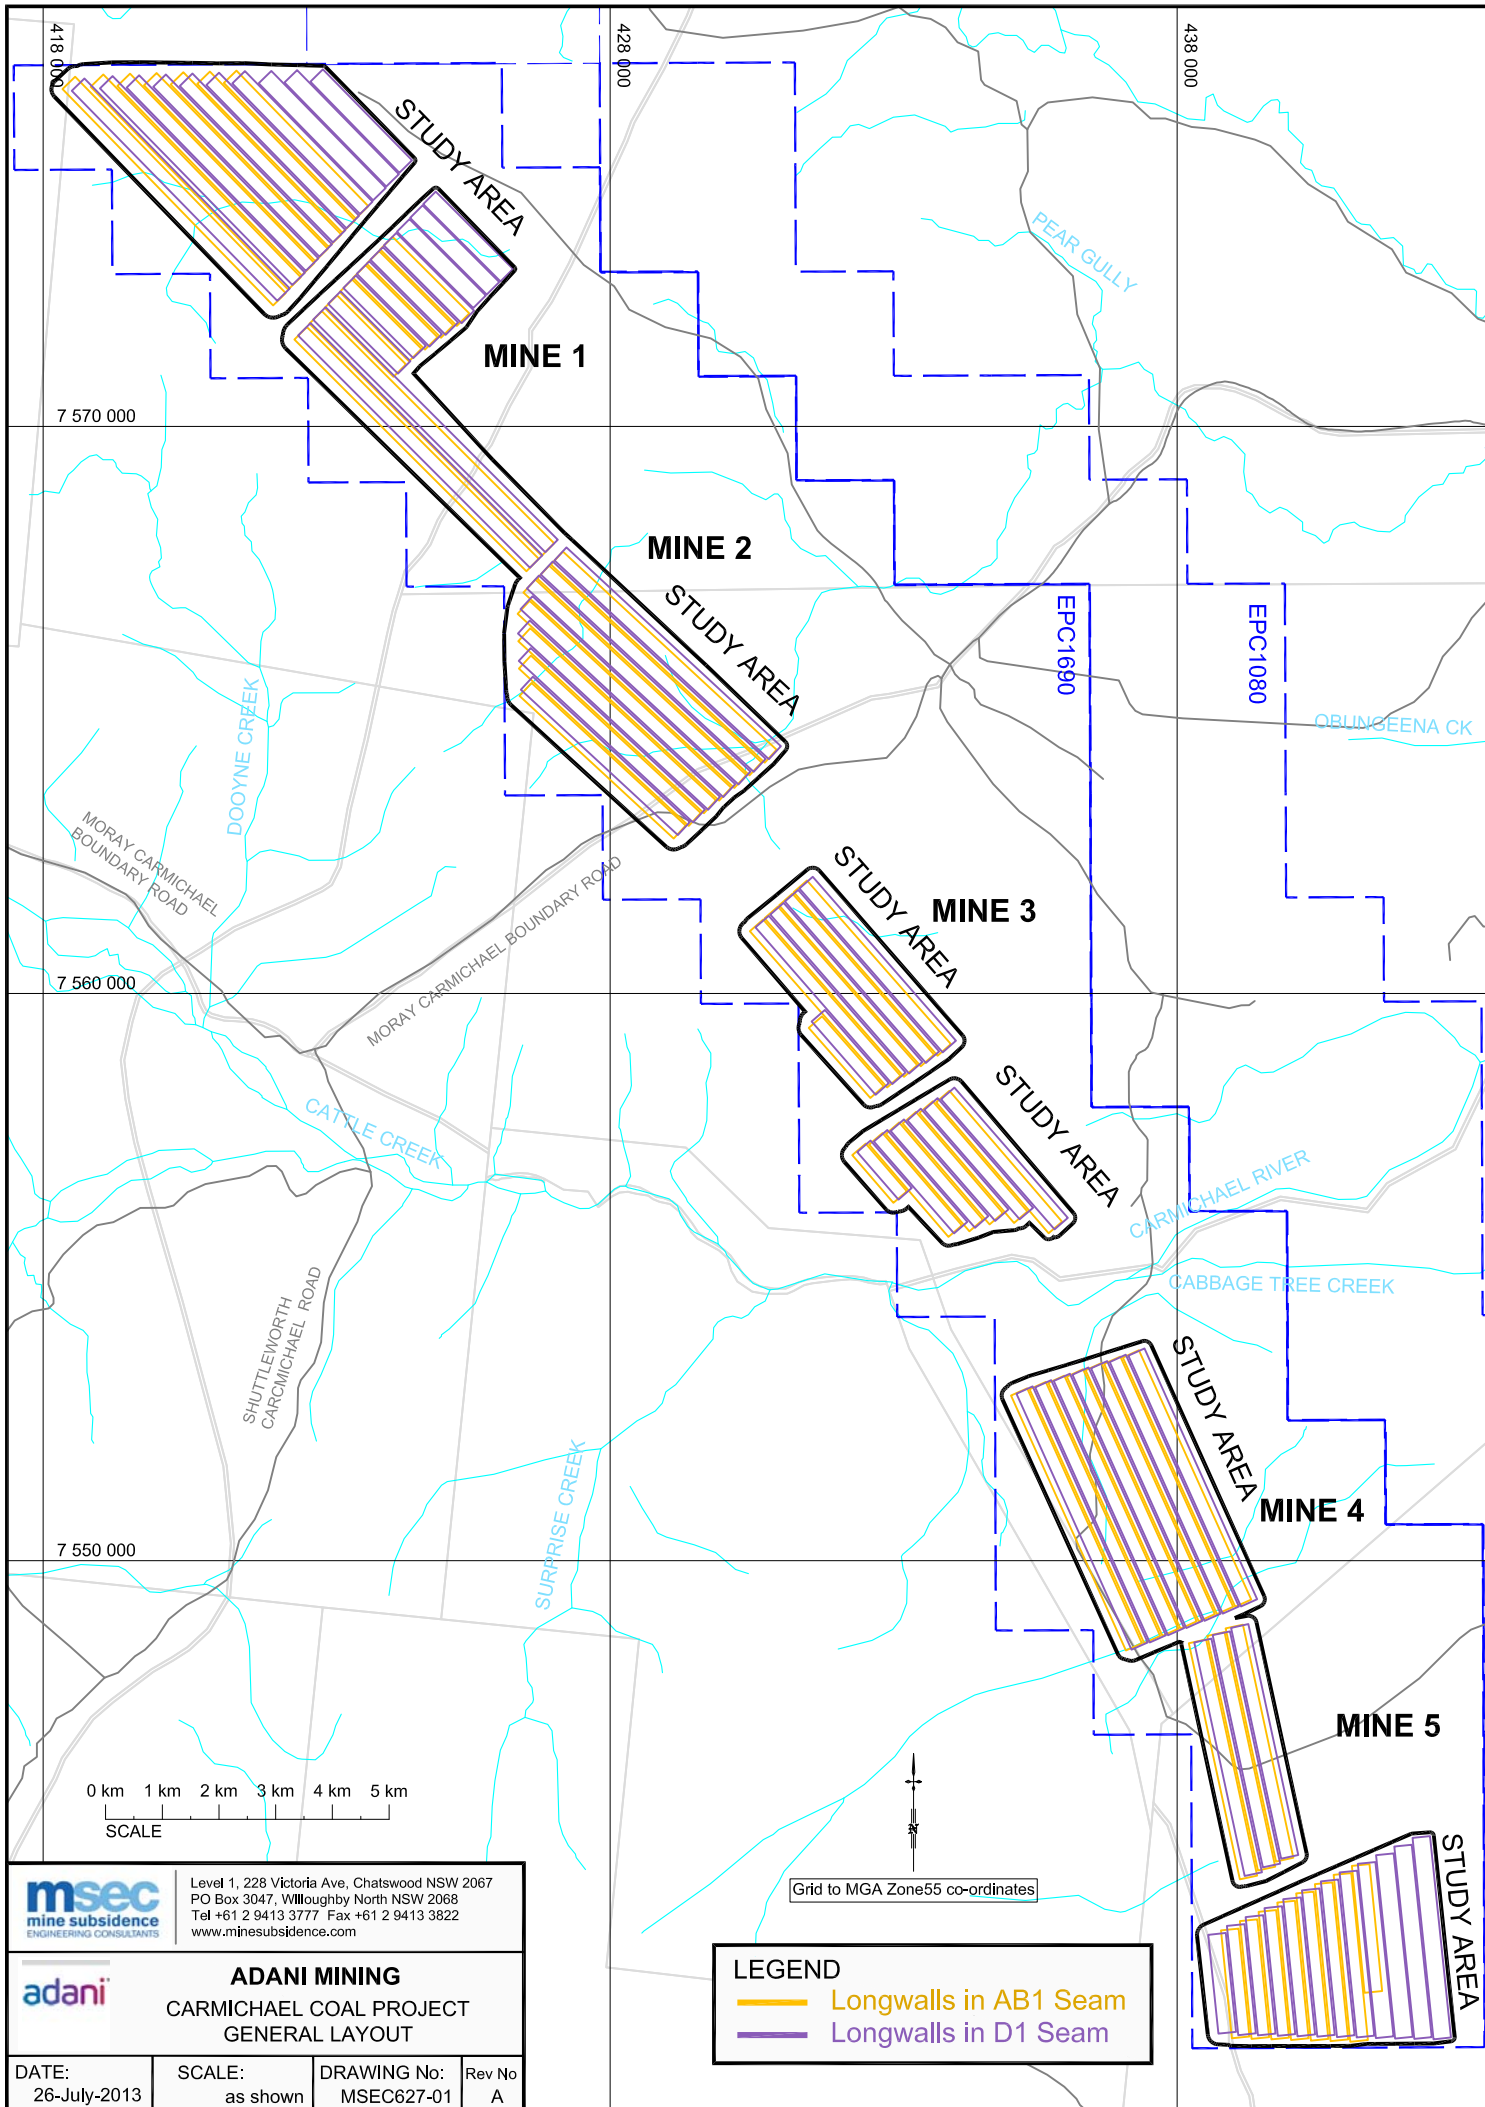 418 000
428 000
438 000
STUDY AREA
PEAR GULLY
MINE 1
7 570 000
MINE 2
STUDY AREA
EPC1690
EPC1080
OBUNGEENA CK
DOOYNE CREEK
MORAY CARMICHAEL
BOUNDARY ROAD
MORAY CARMICHAEL BOUNDARY ROAD
STUDY AREA
MINE 3
7 560 000
STUDY AREA
CATTLE CREEK
CARMICHAEL RIVER
CABBAGE TREE CREEK
SHUTTLEWORTH
CARCMICHAEL ROAD
STUDY AREA
SURPRISE CREEK
MINE 4
7 550 000
MINE 5
0 km 1 km 2 km 3 km 4 km 5 km
SCALE
N
Grid to MGA Zone55 co-ordinates
STUDY AREA
msec
mine subsidence
ENGINEERING CONSULTANTS
Level 1, 228 Victoria Ave, Chatswood NSW 2067
PO Box 3047, Willoughby North NSW 2068
Tel +61 2 9413 3777 Fax +61 2 9413 3822
www.minesubsidence.com
adani
ADANI MINING
CARMICHAEL COAL PROJECT
GENERAL LAYOUT
LEGEND
Longwalls in AB1 Seam
Longwalls in D1 Seam
DATE:
26-July-2013
SCALE:
as shown
DRAWING No:
MSEC627-01
Rev No
A